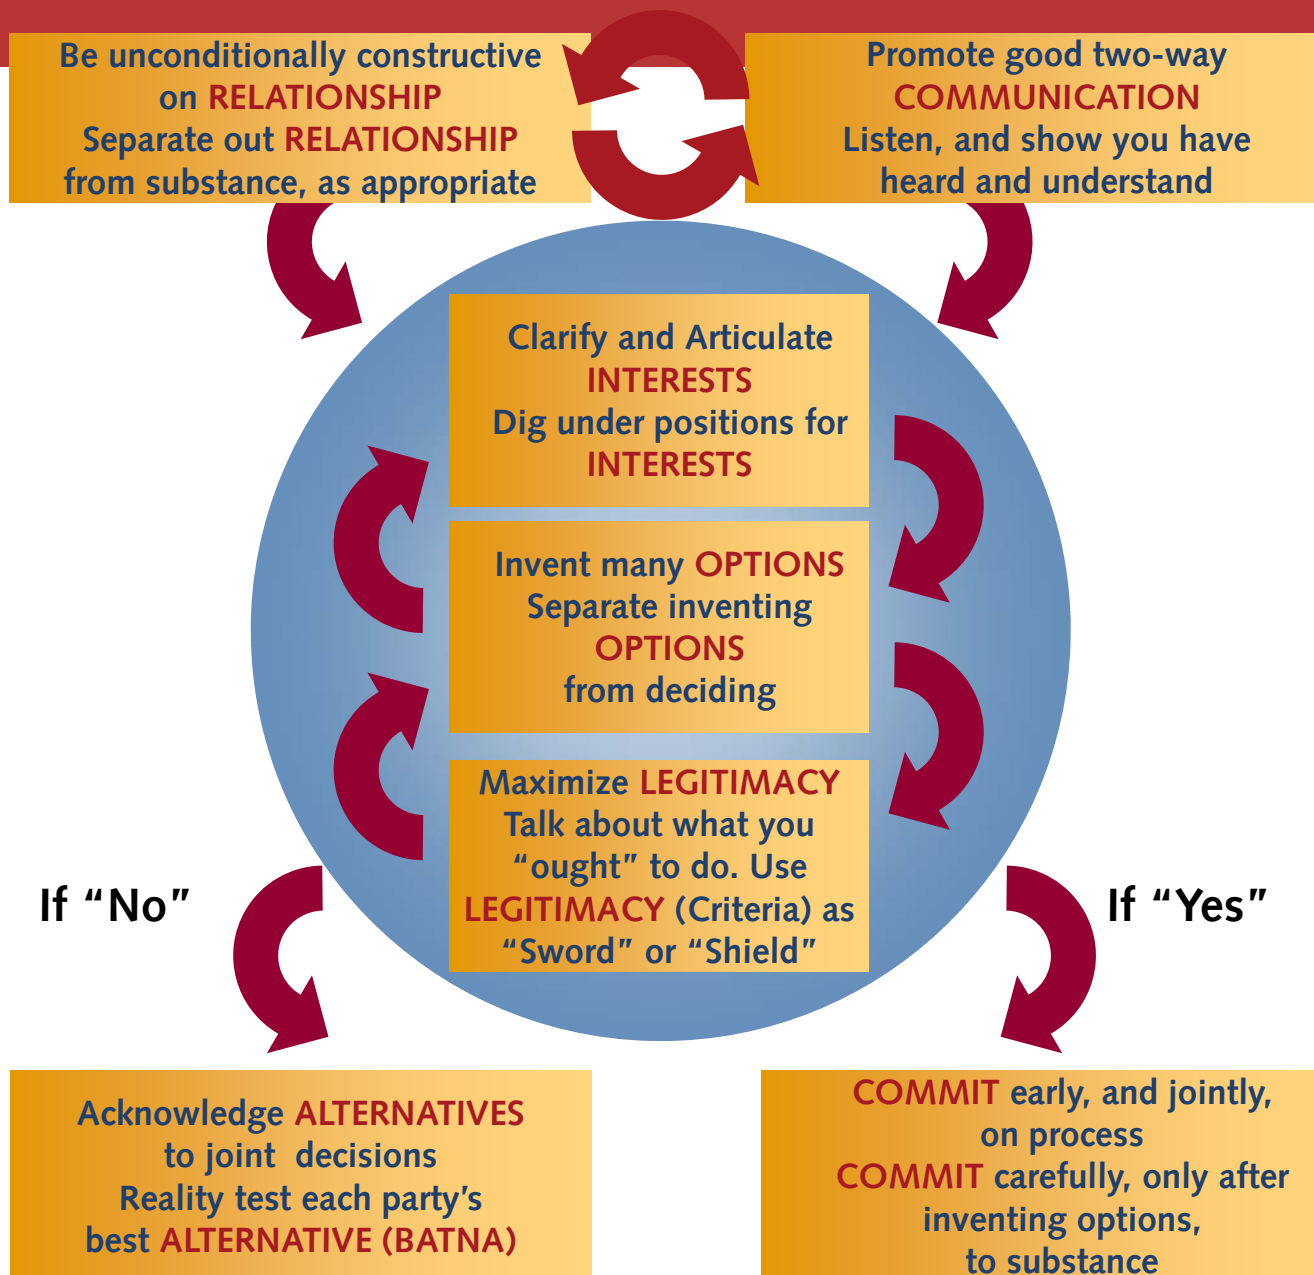 Be unconditionally constructive
on RELATIONSHIP
Separate out RELATIONSHIP
from substance, as appropriate
Promote good two-way
COMMUNICATION
Listen, and show you have
heard and understand
Clarify and Articulate
INTERESTS
Dig under positions for
INTERESTS
Invent many OPTIONS
Separate inventing
OPTIONS
from deciding
Maximize LEGITIMACY
Talk about what you
“ought” to do. Use
LEGITIMACY (Criteria) as
“Sword” or “Shield”
If “No”
If “Yes”
Acknowledge ALTERNATIVES
to joint decisions
Reality test each party’s
best ALTERNATIVE (BATNA)
COMMIT early, and jointly,
on process
COMMIT carefully, only after
inventing options,
to substance